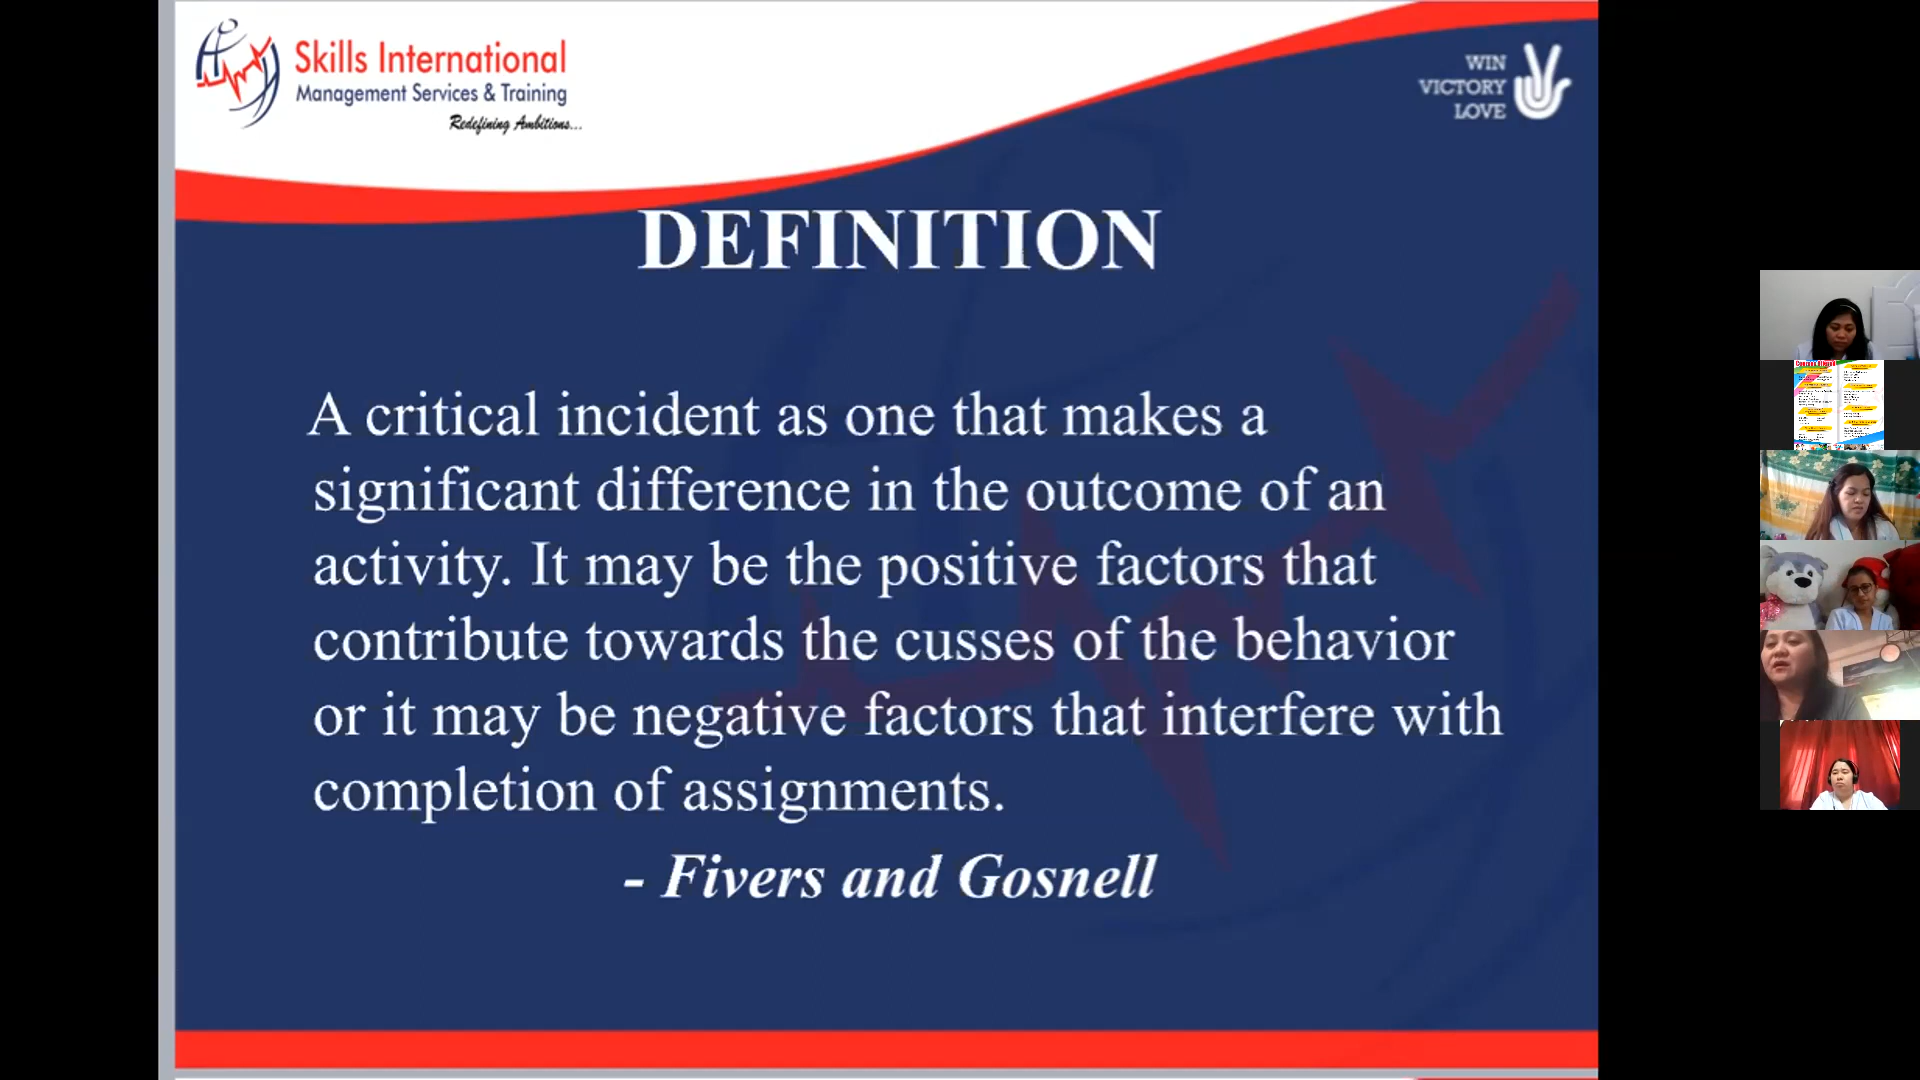 Skills International
Management Services & Training
Redefining Ambitions...
WIN
VICTORY
LOVE
DEFINITION
A critical incident as one that makes a
significant difference in the outcome of an
activity. It may be the positive factors that
contribute towards the cusses of the behavior
or it may be negative factors that interfere with
completion of assignments.
- Fivers and Gosnell